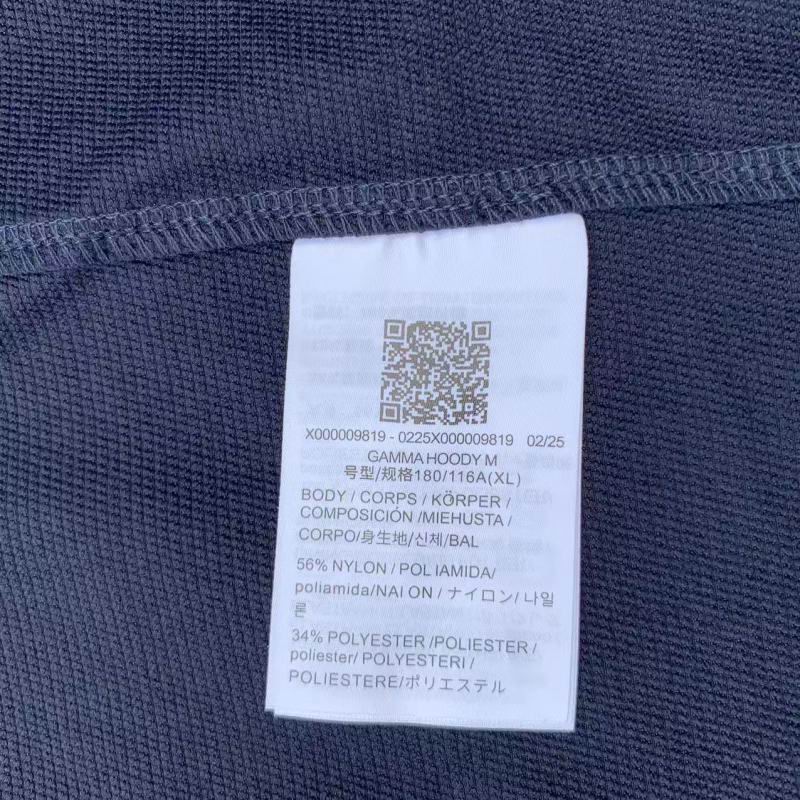 X000009819 - 0225X000009819 02/25
GAMMA HOODY M
号型/规格180/116A(XL)
BODY / CORPS / KÖRPER /
COMPOSICIÓN /MIEHUSTA /
CORPO/身生地/신체/BAL
56% NYLON / POL IAMIDA/
poliamida/NAI ON / ナイロン/ 나일
론
34% POLYESTER /POLIESTER /
poliester/ POLYESTERI /
POLIESTERE/ポリエステル